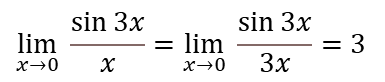 lim x→0 sin 3x / x = lim x→0 sin 3x / 3x = 3